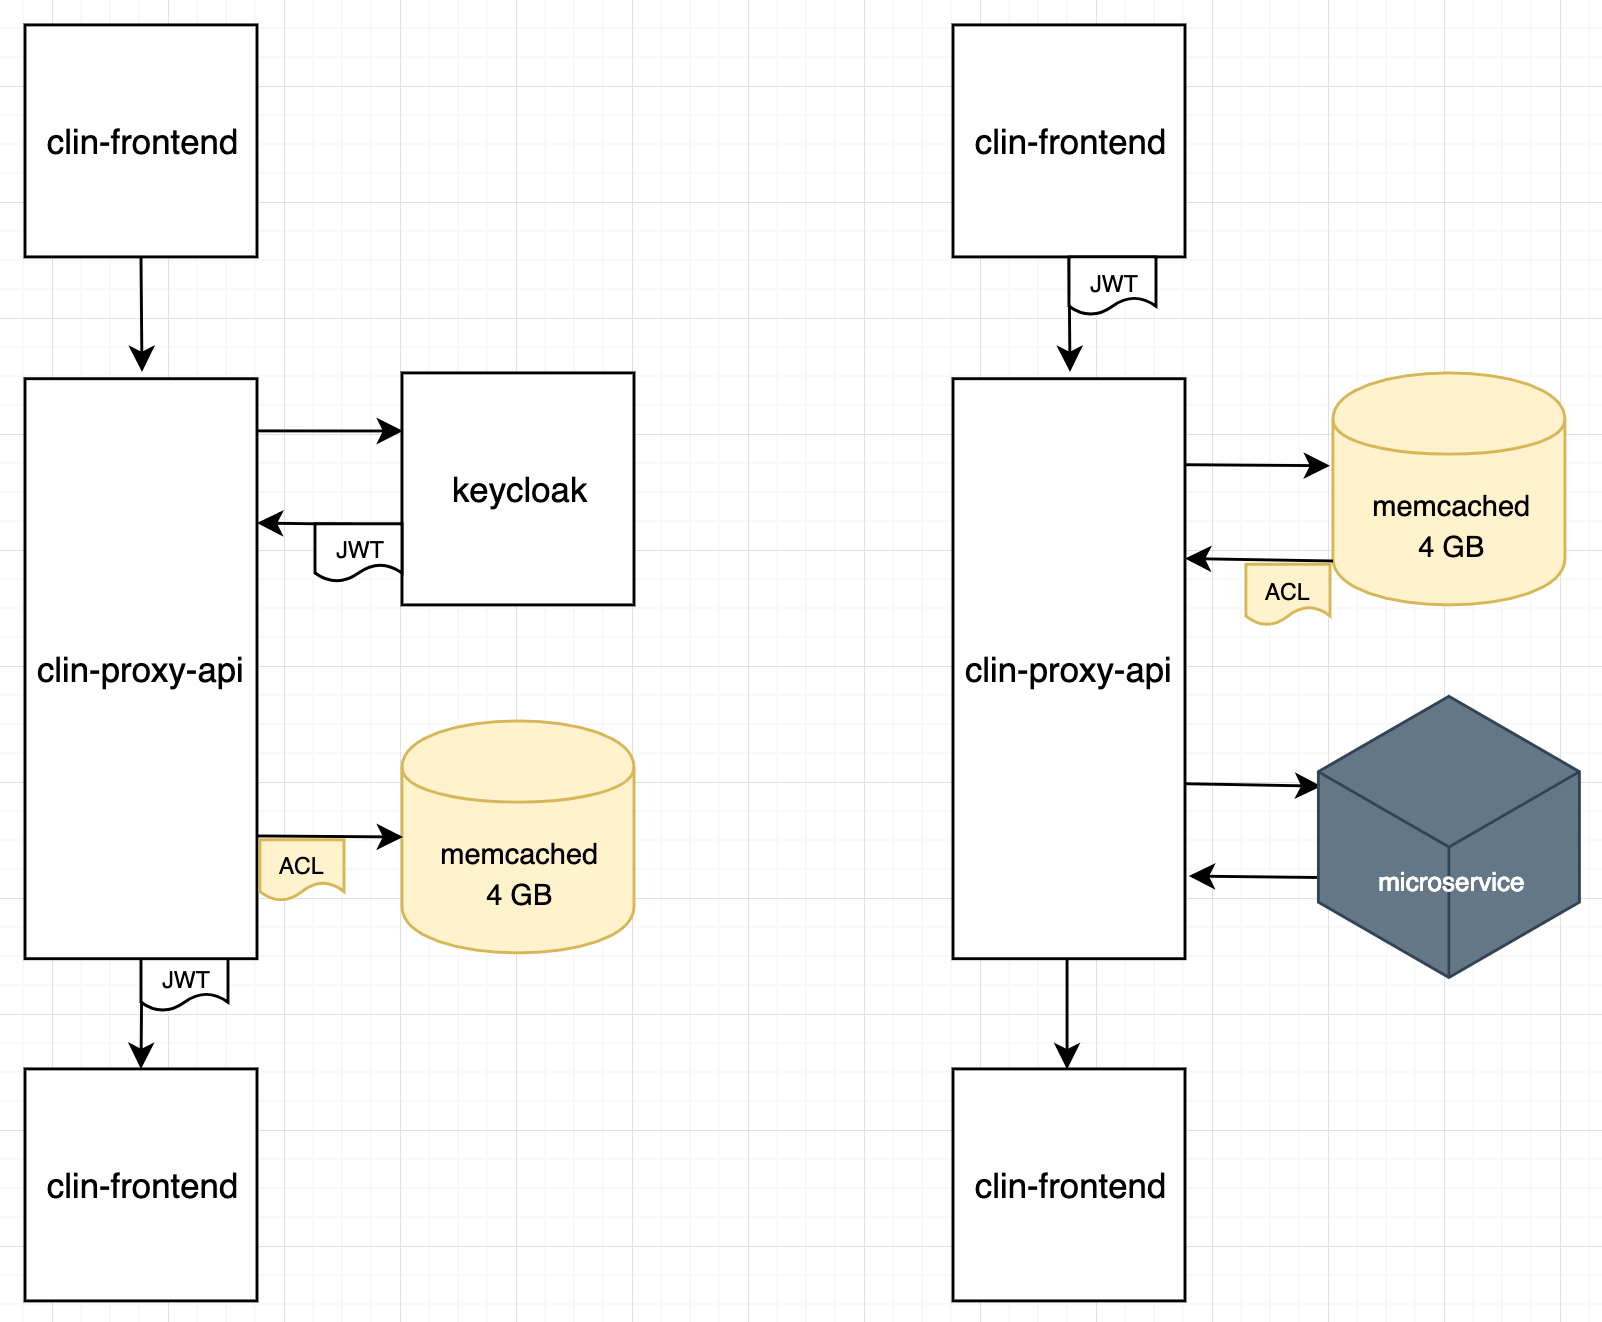 clin-frontend
keycloak
JWT
clin-proxy-api
memcached
4 GB
ACL
JWT
clin-frontend
clin-frontend
JWT
memcached
4 GB
ACL
clin-proxy-api
microservice
clin-frontend